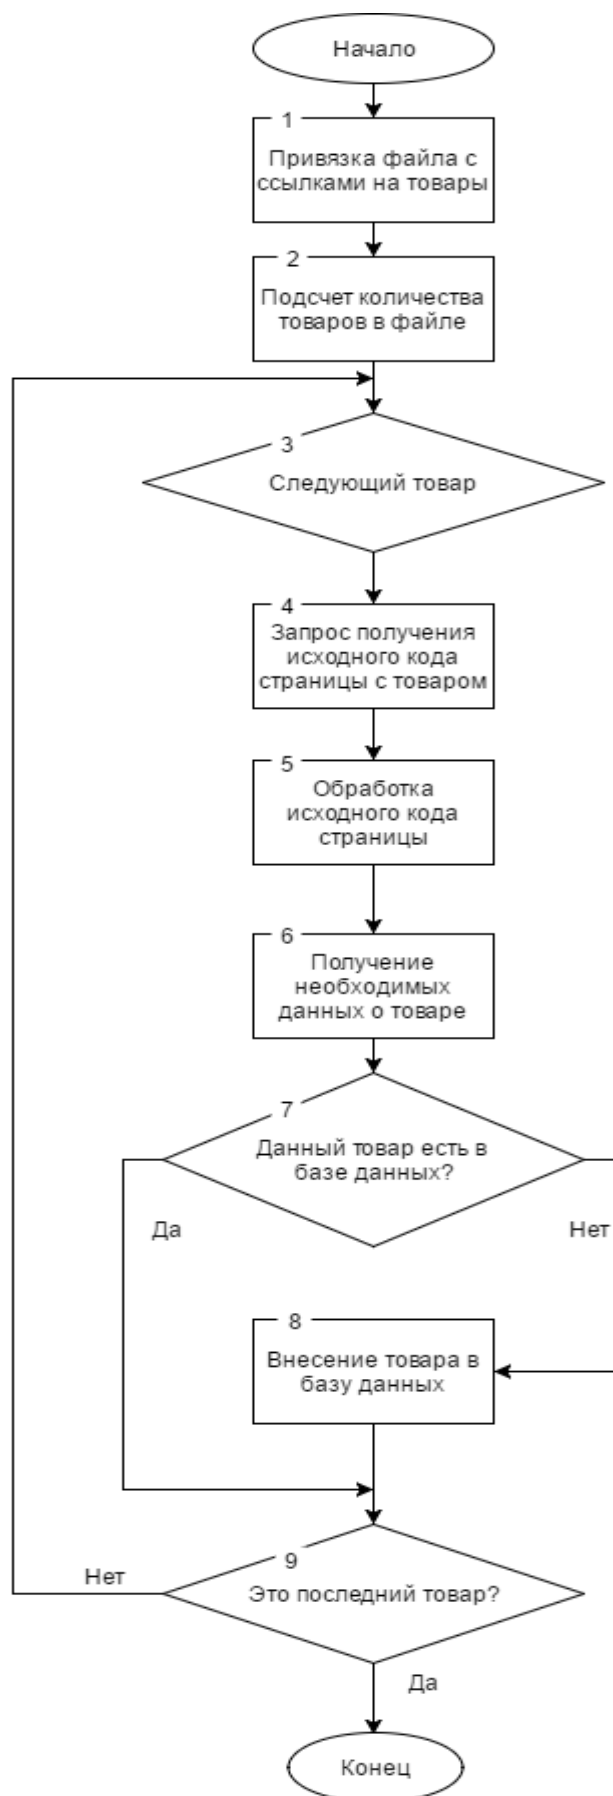 Начало
1
Привязка файла с
ссылками на товары
2
Подсчет количества
товаров в файле
3
Следующий товар
4
Запрос получения
исходного кода
страницы с товаром
5
Обработка
исходного кода
страницы
6
Получение
необходимых
данных о товаре
7
Данный товар есть в
базе данных?
Да
Нет
8
Внесение товара в
базу данных
9
Нет
Это последний товар?
Да
Конец